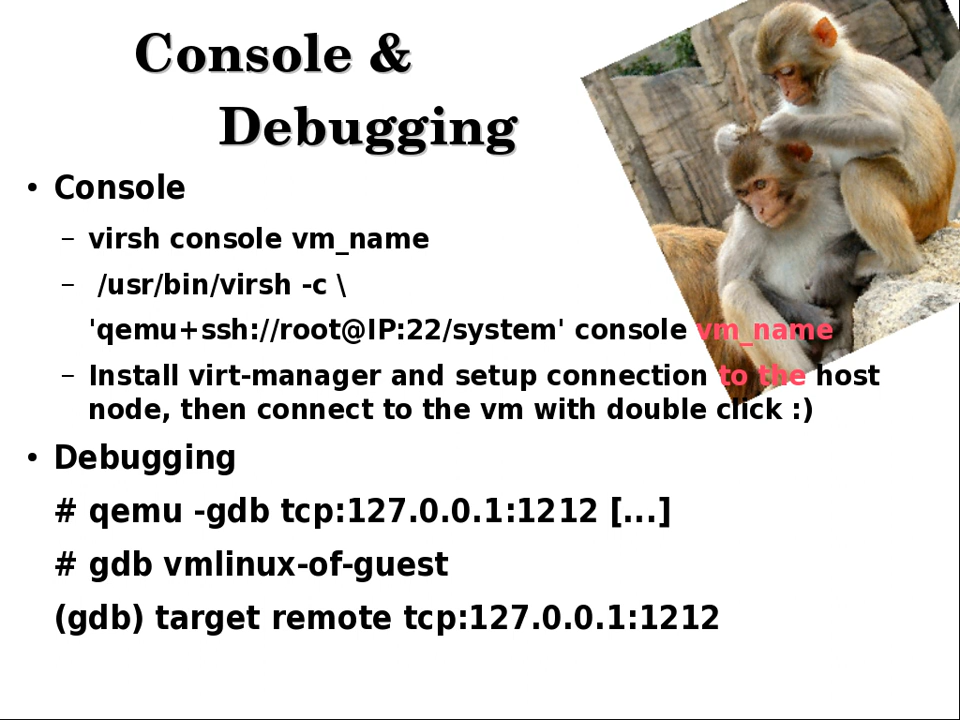 Console &
Debugging
• Console
– virsh console vm_name
– /usr/bin/virsh -c \
'qemu+ssh://root@IP:22/system' console vm_name
– Install virt-manager and setup connection to the host
node, then connect to the vm with double click :)
• Debugging
# qemu -gdb tcp:127.0.0.1:1212 [...]
# gdb vmlinux-of-guest
(gdb) target remote tcp:127.0.0.1:1212